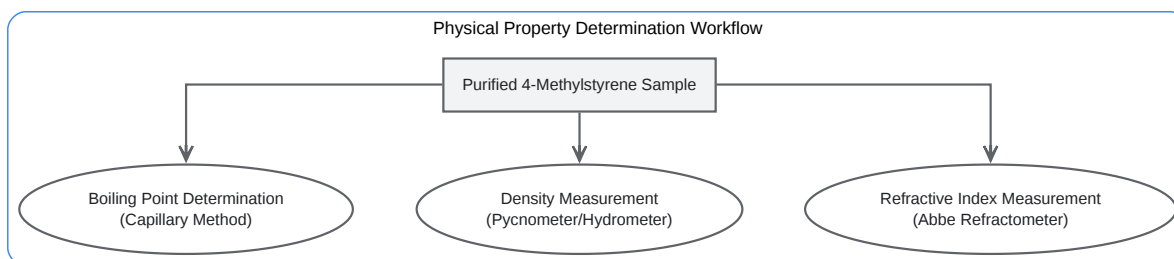 Physical Property Determination Workflow
Purified 4-Methylstyrene Sample
Boiling Point Determination
(Capillary Method)
Density Measurement
(Pycnometer/Hydrometer)
Refractive Index Measurement
(Abbe Refractometer)